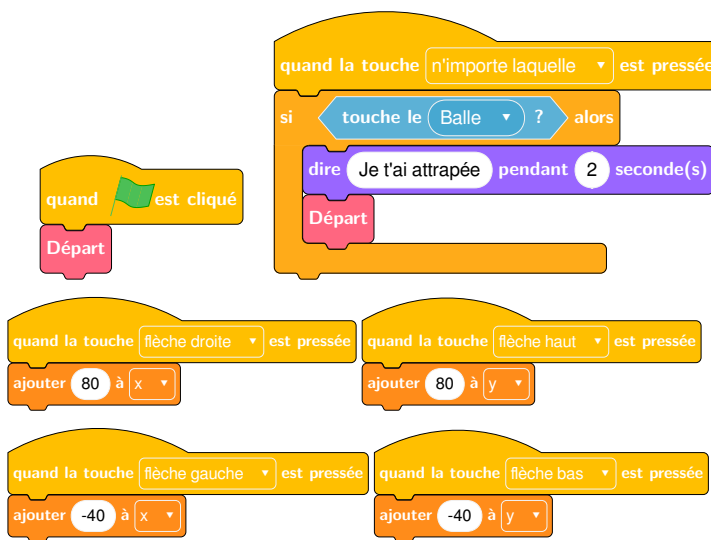 quand la touche n'importe laquelle est pressée
si touche le Balle ? alors
dire Je t'ai attrapée pendant 2 seconde(s)
Départ
quand est cliqué
Départ
quand la touche flèche droite est pressée
ajouter 80 à x
quand la touche flèche haut est pressée
ajouter 80 à y
quand la touche flèche gauche est pressée
ajouter -40 à x
quand la touche flèche bas est pressée
ajouter -40 à y